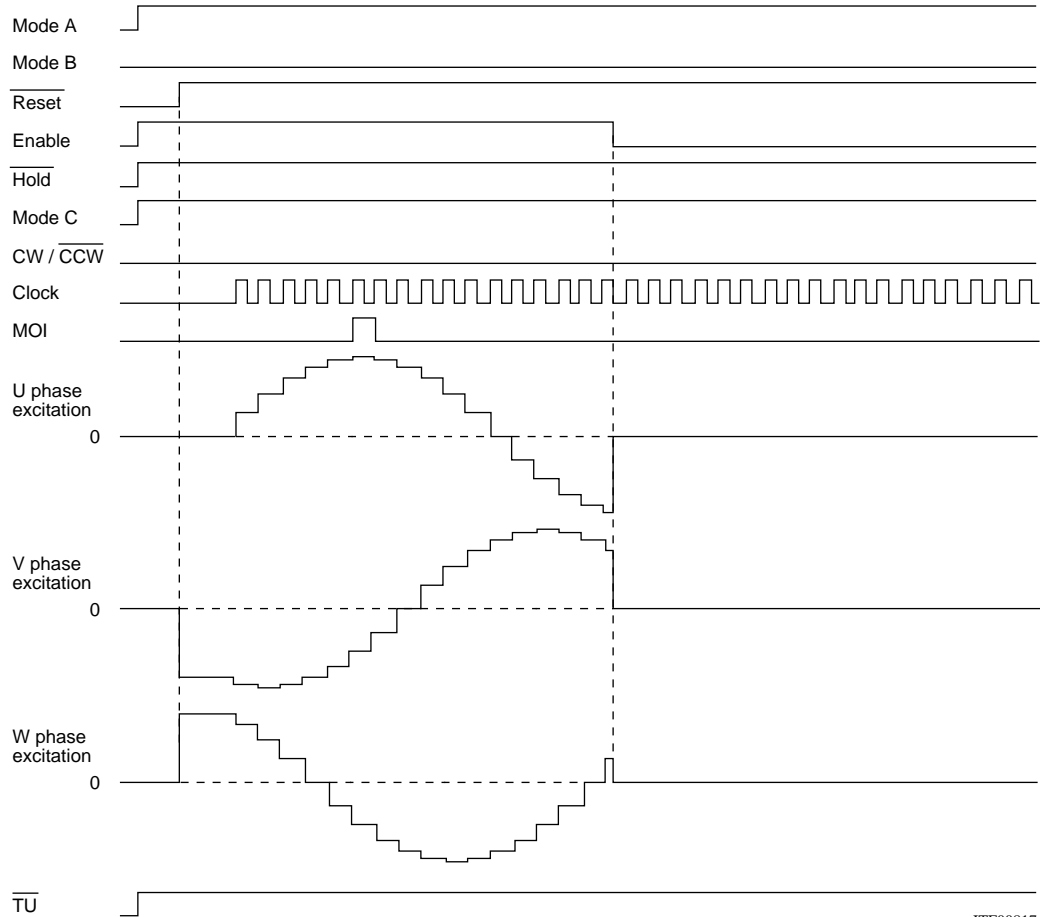 Mode A
Mode B
Reset
Enable
Hold
Mode C
CW / CCW
Clock
MOI
U phase
excitation
0
V phase
excitation
0
W phase
excitation
0
TU